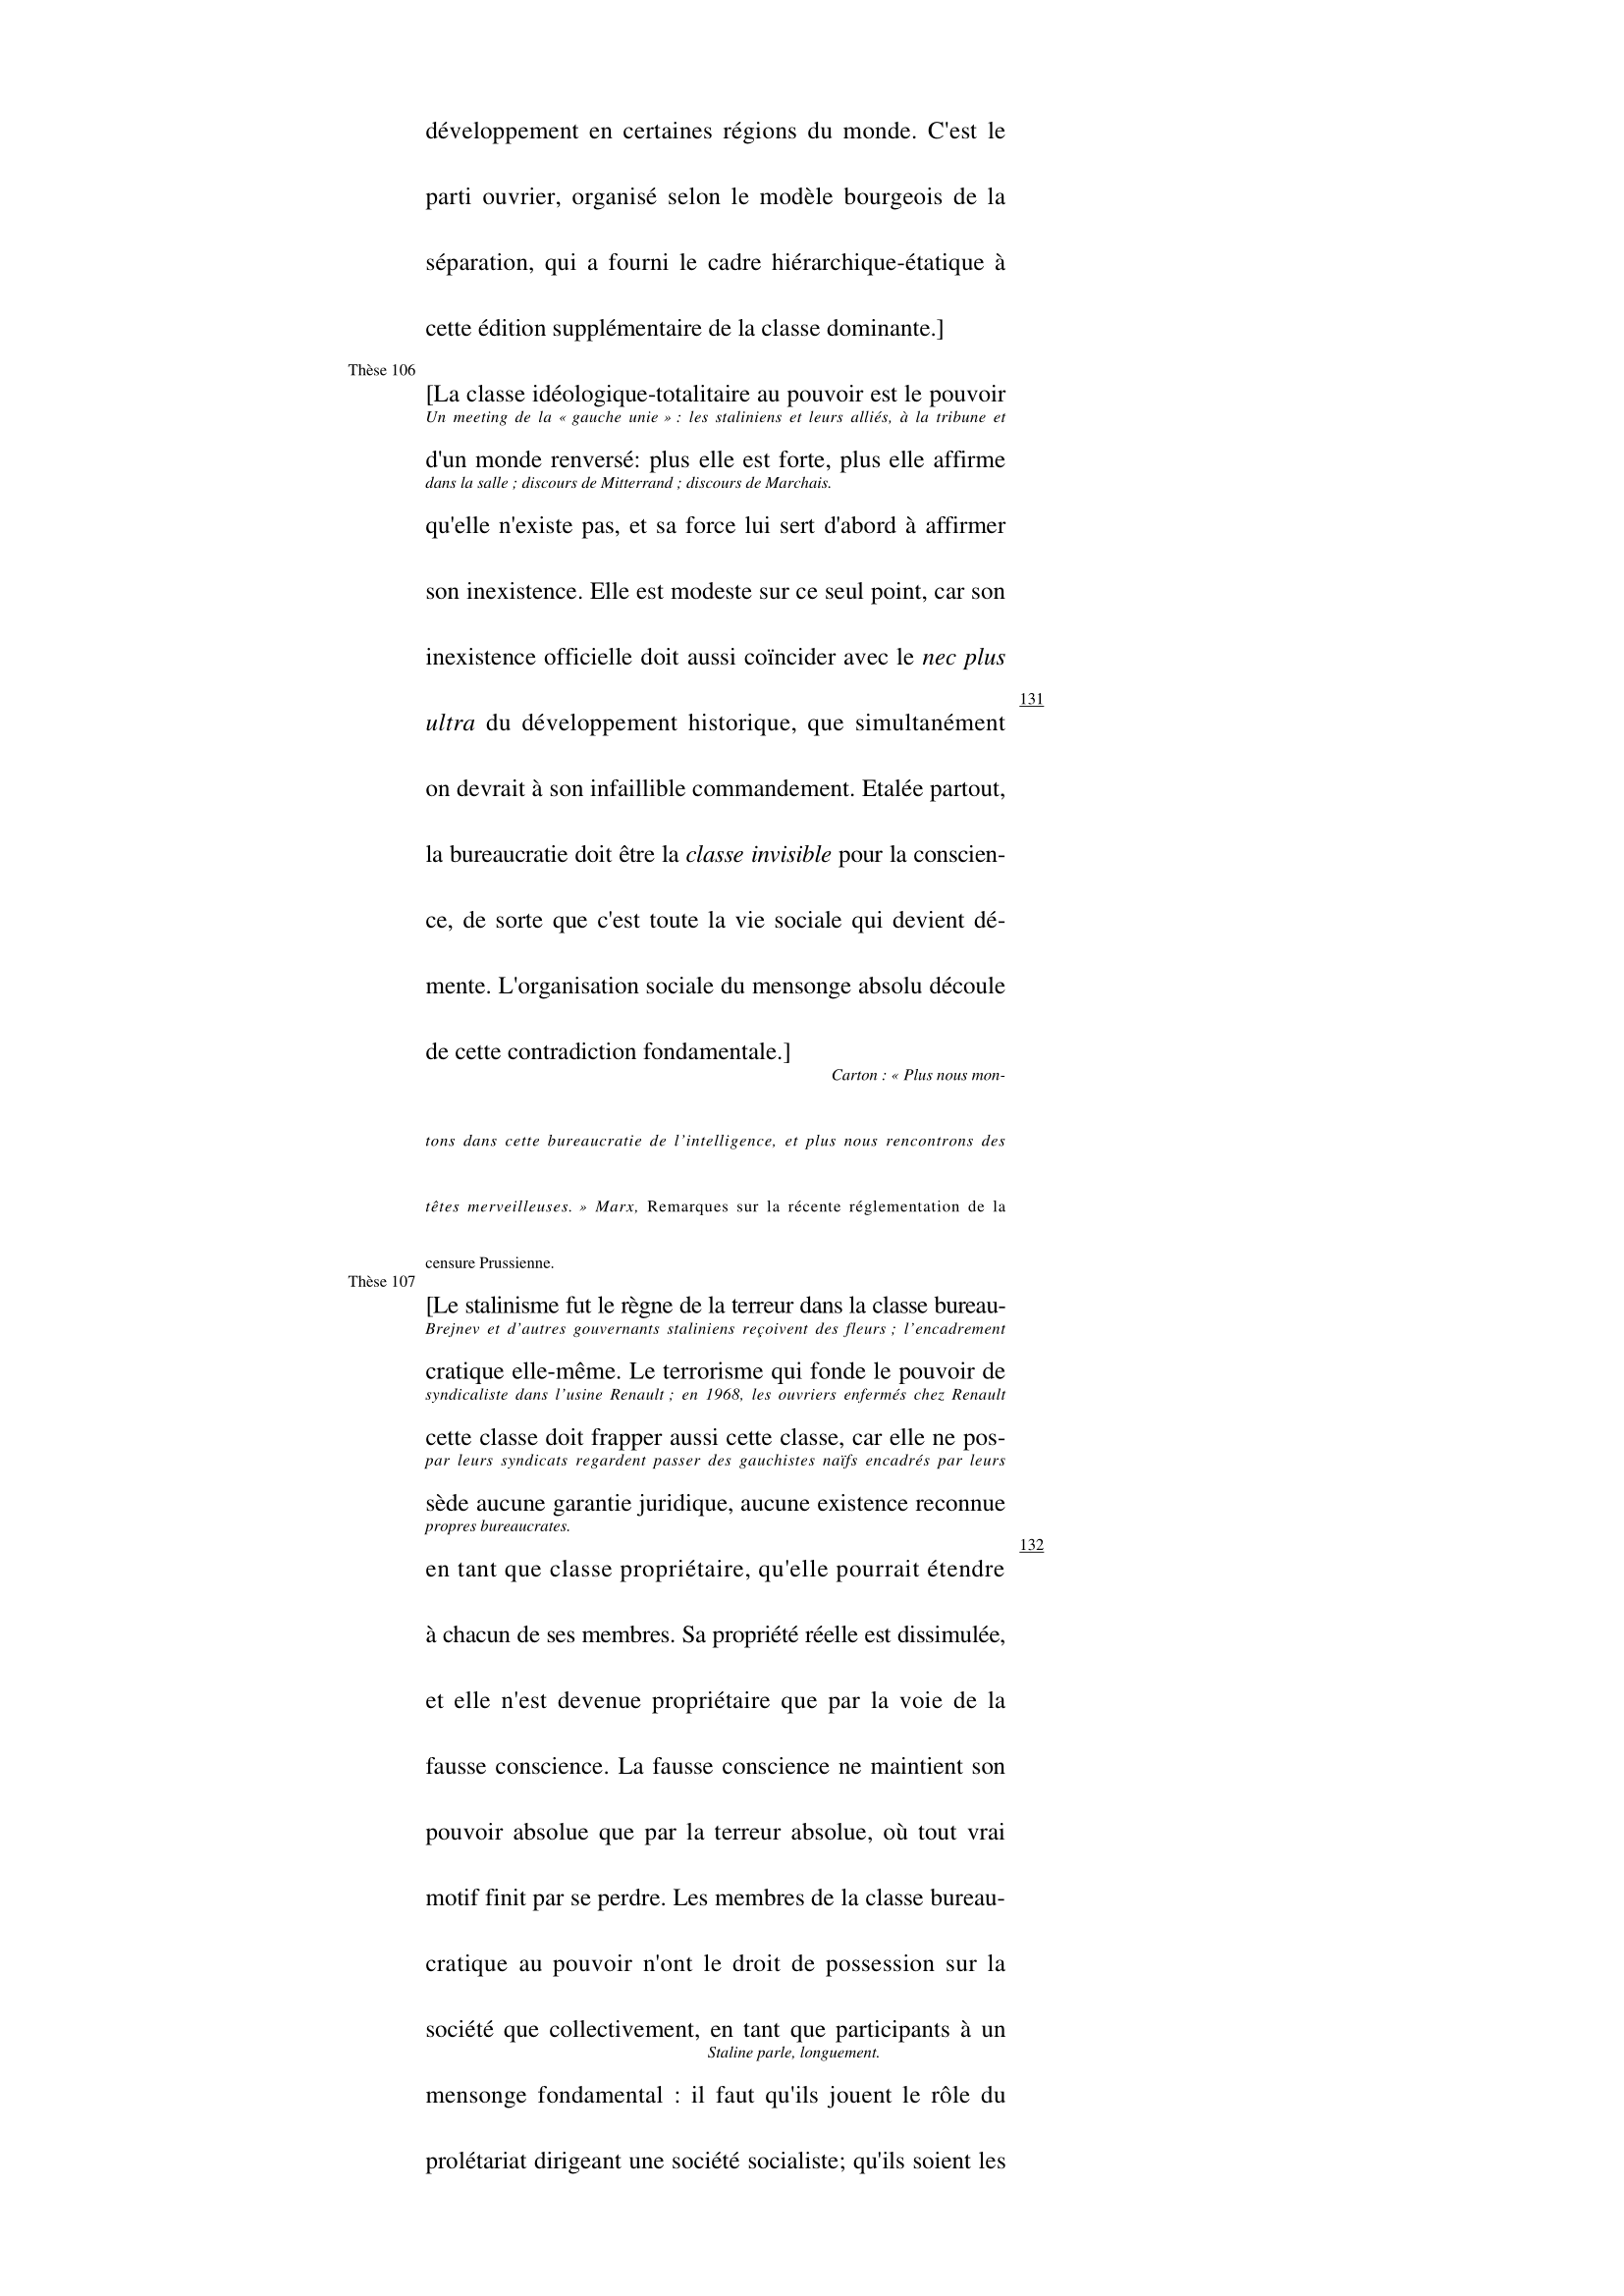 développement en certaines régions du monde. C'est le
parti ouvrier, organisé selon le modèle bourgeois de la
séparation, qui a fourni le cadre hiérarchique-étatique à
cette édition supplémentaire de la classe dominante.]
Thèse 106
[La classe idéologique-totalitaire au pouvoir est le pouvoir
Un meeting de la « gauche unie » : les staliniens et leurs alliés, à la tribune et
d'un monde renversé: plus elle est forte, plus elle affirme
dans la salle ; discours de Mitterrand ; discours de Marchais.
qu'elle n'existe pas, et sa force lui sert d'abord à affirmer
son inexistence. Elle est modeste sur ce seul point, car son
inexistence officielle doit aussi coïncider avec le nec plus
131
ultra du développement historique, que simultanément
on devrait à son infaillible commandement. Etalée partout,
la bureaucratie doit être la classe invisible pour la conscien-
ce, de sorte que c'est toute la vie sociale qui devient dé-
mente. L'organisation sociale du mensonge absolu découle
de cette contradiction fondamentale.]
Carton : « Plus nous mon-
tons dans cette bureaucratie de l’intelligence, et plus nous rencontrons des
têtes merveilleuses. » Marx, Remarques sur la récente réglementation de la
censure Prussienne.
Thèse 107
[Le stalinisme fut le règne de la terreur dans la classe bureau-
Brejnev et d’autres gouvernants staliniens reçoivent des fleurs ; l’encadrement
cratique elle-même. Le terrorisme qui fonde le pouvoir de
syndicaliste dans l’usine Renault ; en 1968, les ouvriers enfermés chez Renault
cette classe doit frapper aussi cette classe, car elle ne pos-
par leurs syndicats regardent passer des gauchistes naïfs encadrés par leurs
sède aucune garantie juridique, aucune existence reconnue
propres bureaucrates.
132
en tant que classe propriétaire, qu'elle pourrait étendre
à chacun de ses membres. Sa propriété réelle est dissimulée,
et elle n'est devenue propriétaire que par la voie de la
fausse conscience. La fausse conscience ne maintient son
pouvoir absolue que par la terreur absolue, où tout vrai
motif finit par se perdre. Les membres de la classe bureau-
cratique au pouvoir n'ont le droit de possession sur la
société que collectivement, en tant que participants à un
Staline parle, longuement.
mensonge fondamental : il faut qu'ils jouent le rôle du
prolétariat dirigeant une société socialiste; qu'ils soient les